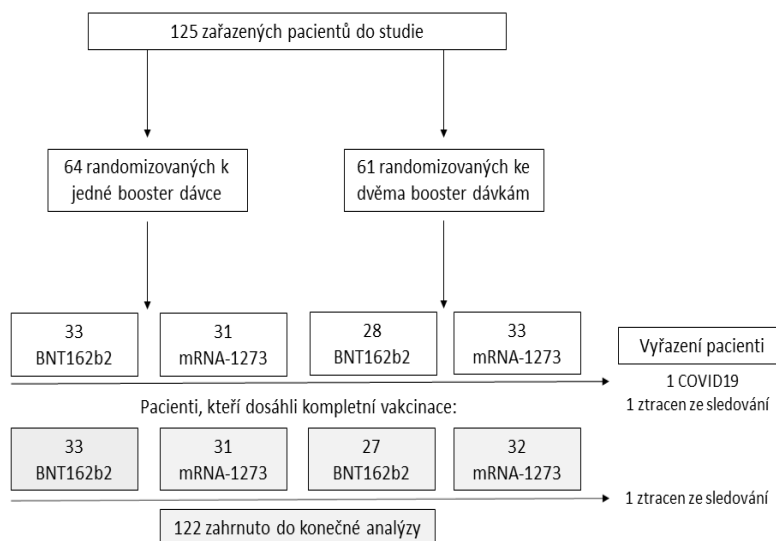 125 zařazených pacientů do studie
64 randomizovaných k
jedné booster dávce
61 randomizovaných ke
dvěma booster dávkám
33
BNT162b2
31
mRNA-1273
28
BNT162b2
33
mRNA-1273
Vyřazení pacienti
1 COVID19
1 ztracen ze sledování
Pacienti, kteří dosáhli kompletní vakcinace:
33
BNT162b2
31
mRNA-1273
27
BNT162b2
32
mRNA-1273
1 ztracen ze sledování
122 zahrnuto do konečné analýzy